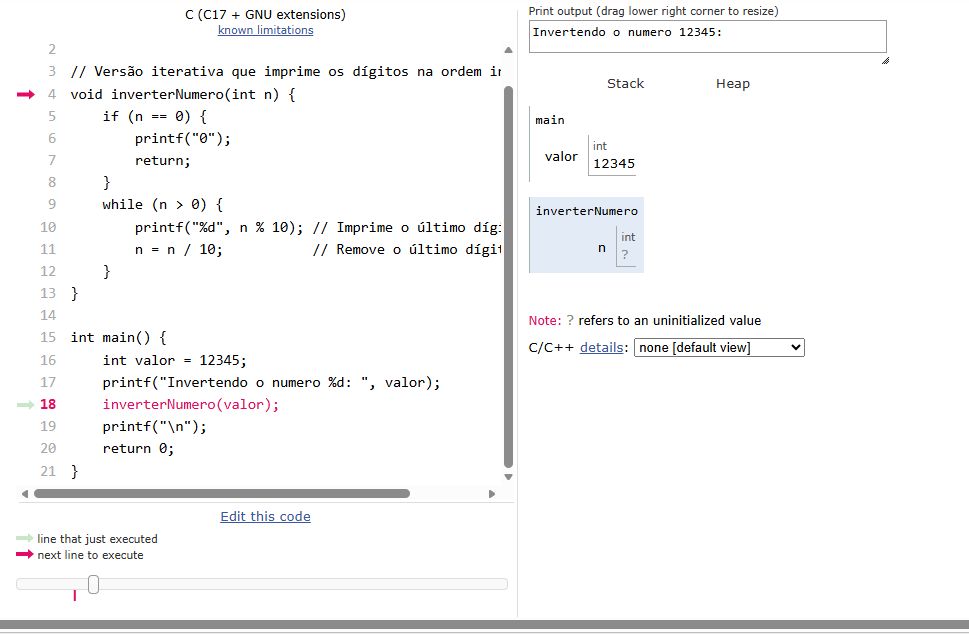 C (C17 + GNU extensions)
known limitations
2
3 // Versão iterativa que imprime os dígitos na ordem
4 void inverterNumero(int n) {
5 if (n == 0) {
6 printf("0");
7 return;
8 }
9 while (n > 0) {
10 printf("%d", n % 10); // Imprime o último
11 n = n / 10; // Remove o último
12 }
13 }
14
15 int main() {
16 int valor = 12345;
17 printf("Invertendo o numero %d: ", valor);
18 inverterNumero(valor);
19 printf("\n");
20 return 0;
21 }
Edit this code
line that just executed
next line to execute
Print output (drag lower right corner to resize)
Invertendo o numero 12345:
Stack Heap
main
int
valor 12345
inverterNumero
int
n ?
Note: ? refers to an uninitialized value
C/C++ details: none [default view]